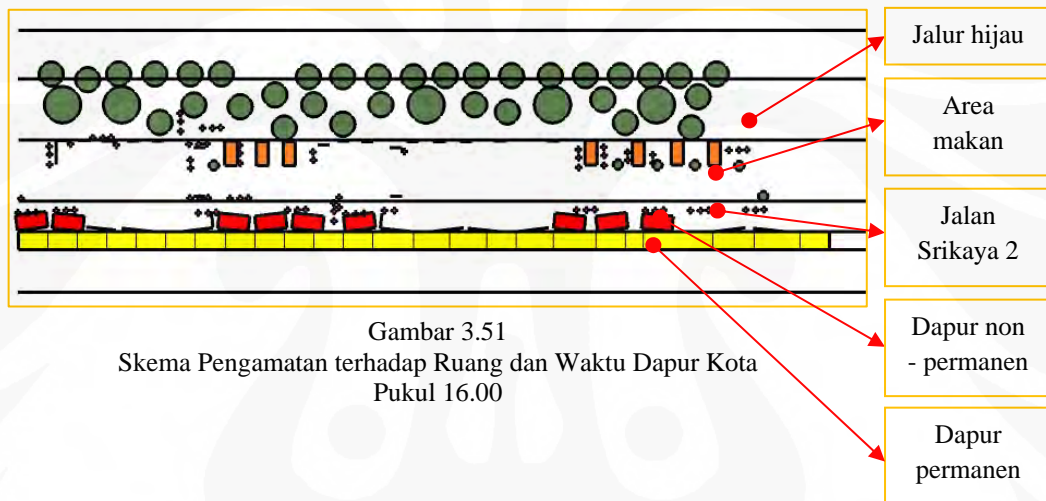 Jalur hijau
Area
makan
Jalan
Srikaya 2
Dapur non
- permanen
Dapur
permanen
Gambar 3.51
Skema Pengamatan terhadap Ruang dan Waktu Dapur Kota
Pukul 16.00